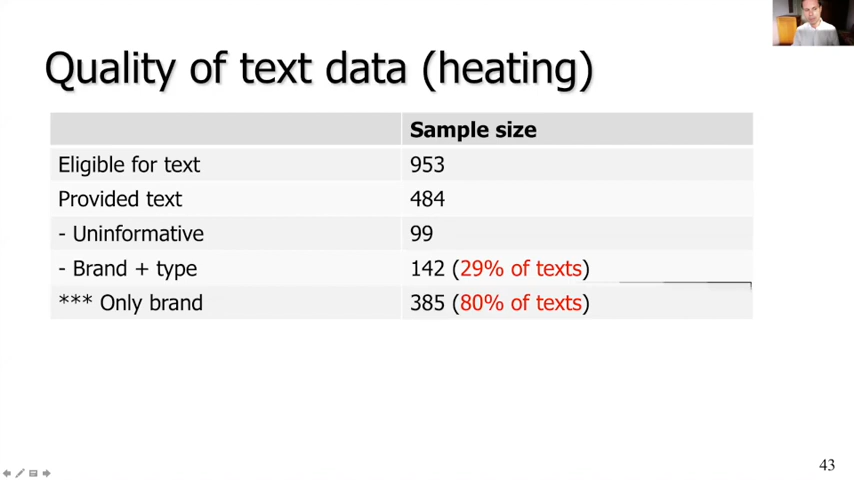 Quality of text data (heating)
Sample size
Eligible for text 953
Provided text 484
- Uninformative 99
- Brand + type 142 (29% of texts)
*** Only brand 385 (80% of texts)
43